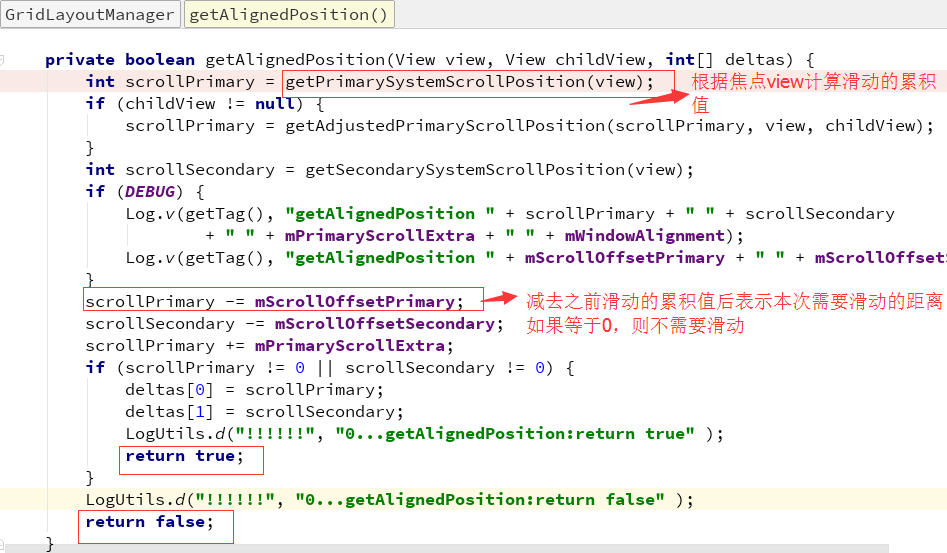 GridLayoutManager getAlignedPosition()
private boolean getAlignedPosition(View view, View childView, int[] deltas) {
int scrollPrimary = getPrimarySystemScrollPosition(view);
根据焦点view计算滑动的累积
值
if (childView != null) {
scrollPrimary = getAdjustedPrimaryScrollPosition(scrollPrimary, view, childView);
}
int scrollSecondary = getSecondarySystemScrollPosition(view);
if (DEBUG) {
Log.v(getTag(), "getAlignedPosition " + scrollPrimary + " " + scrollSecondary
+ " " + mPrimaryScrollExtra + " " + mWindowAlignment);
Log.v(getTag(), "getAlignedPosition " + mScrollOffsetPrimary + " " + mScrollOffsetS
}
scrollPrimary -= mScrollOffsetPrimary;
减去之前滑动的累积值后表示本次需要滑动的距离
如果等于0，则不需要滑动
scrollSecondary -= mScrollOffsetSecondary;
scrollPrimary += mPrimaryScrollExtra;
if (scrollPrimary != 0 || scrollSecondary != 0) {
deltas[0] = scrollPrimary;
deltas[1] = scrollSecondary;
LogUtils.d("!!!!!!", "0...getAlignedPosition:return true" );
return true;
}
LogUtils.d("!!!!!!", "0...getAlignedPosition:return false" );
return false;
}